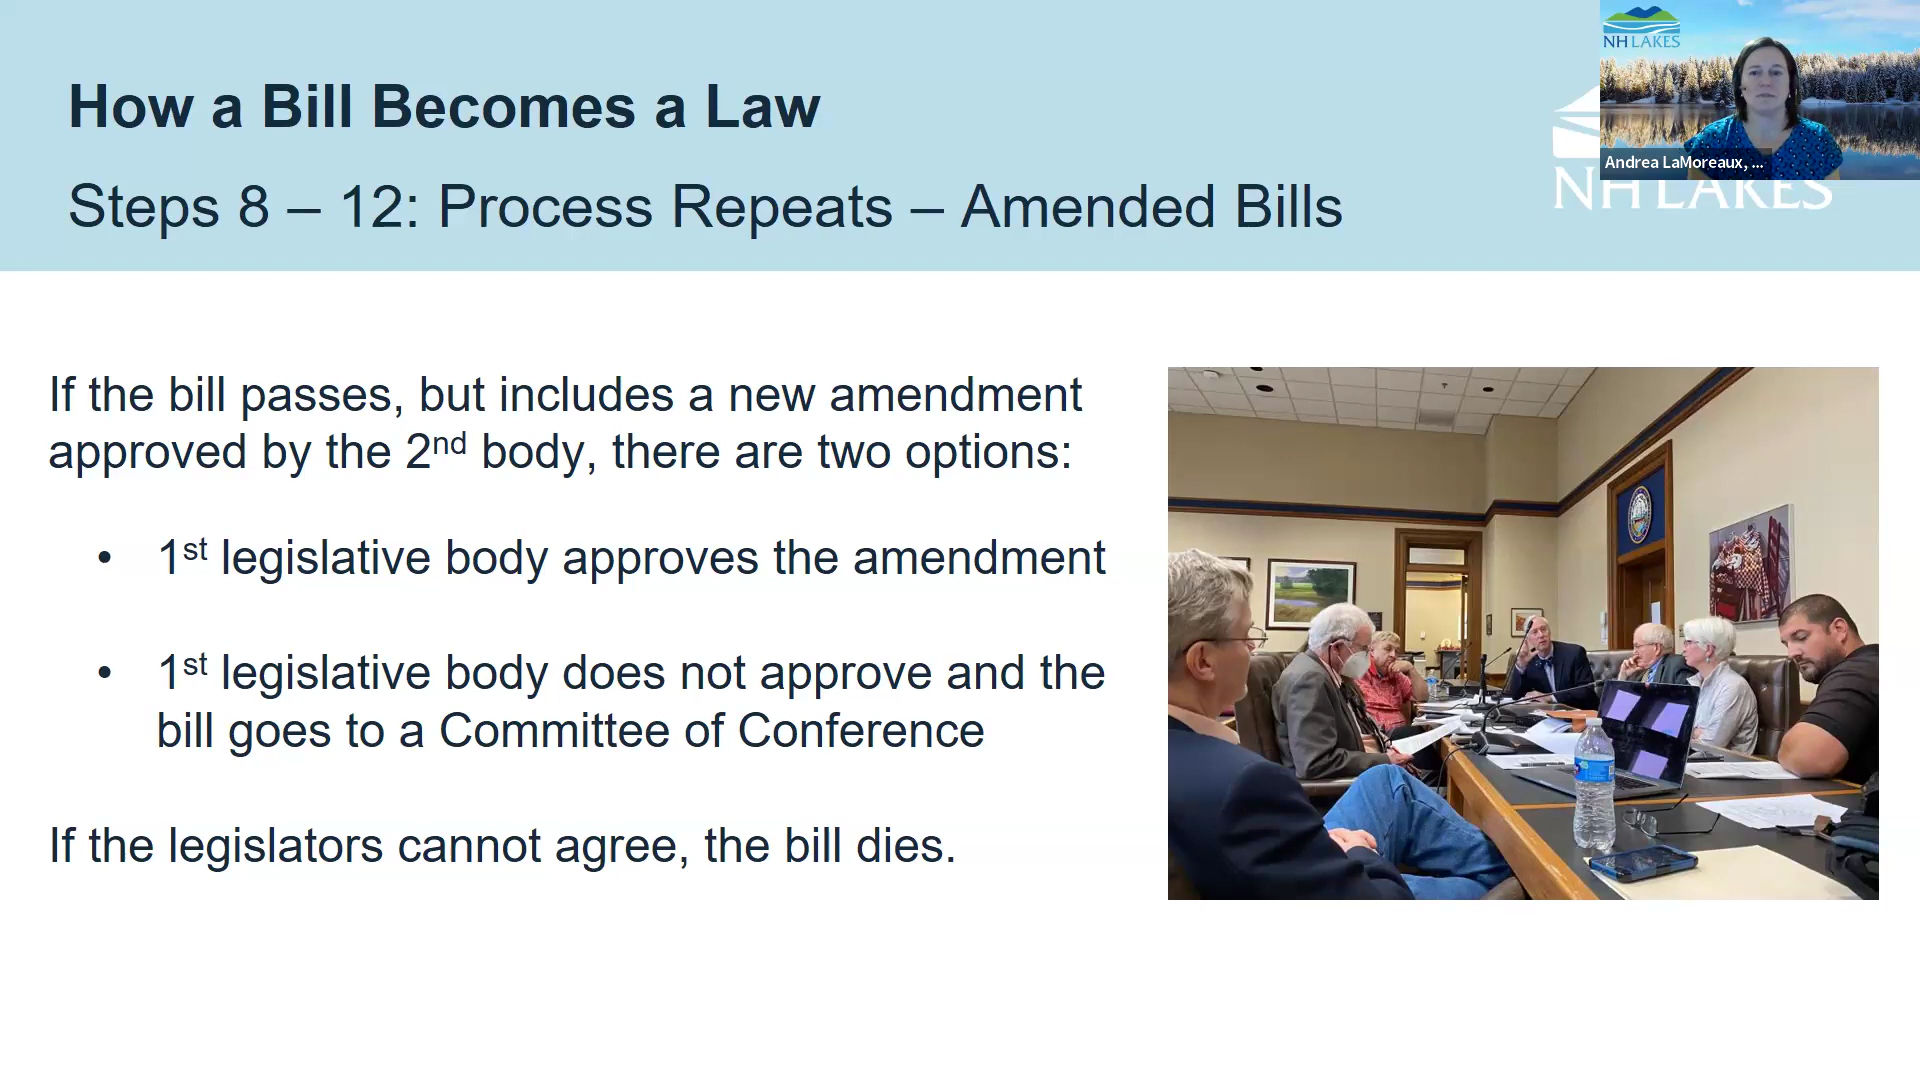 How a Bill Becomes a Law
Steps 8 – 12: Process Repeats – Amended Bills
NH LAKES
Andrea LaMoreaux, ...
NH LAKES
If the bill passes, but includes a new amendment
approved by the 2nd body, there are two options:
• 1st legislative body approves the amendment
• 1st legislative body does not approve and the
bill goes to a Committee of Conference
If the legislators cannot agree, the bill dies.